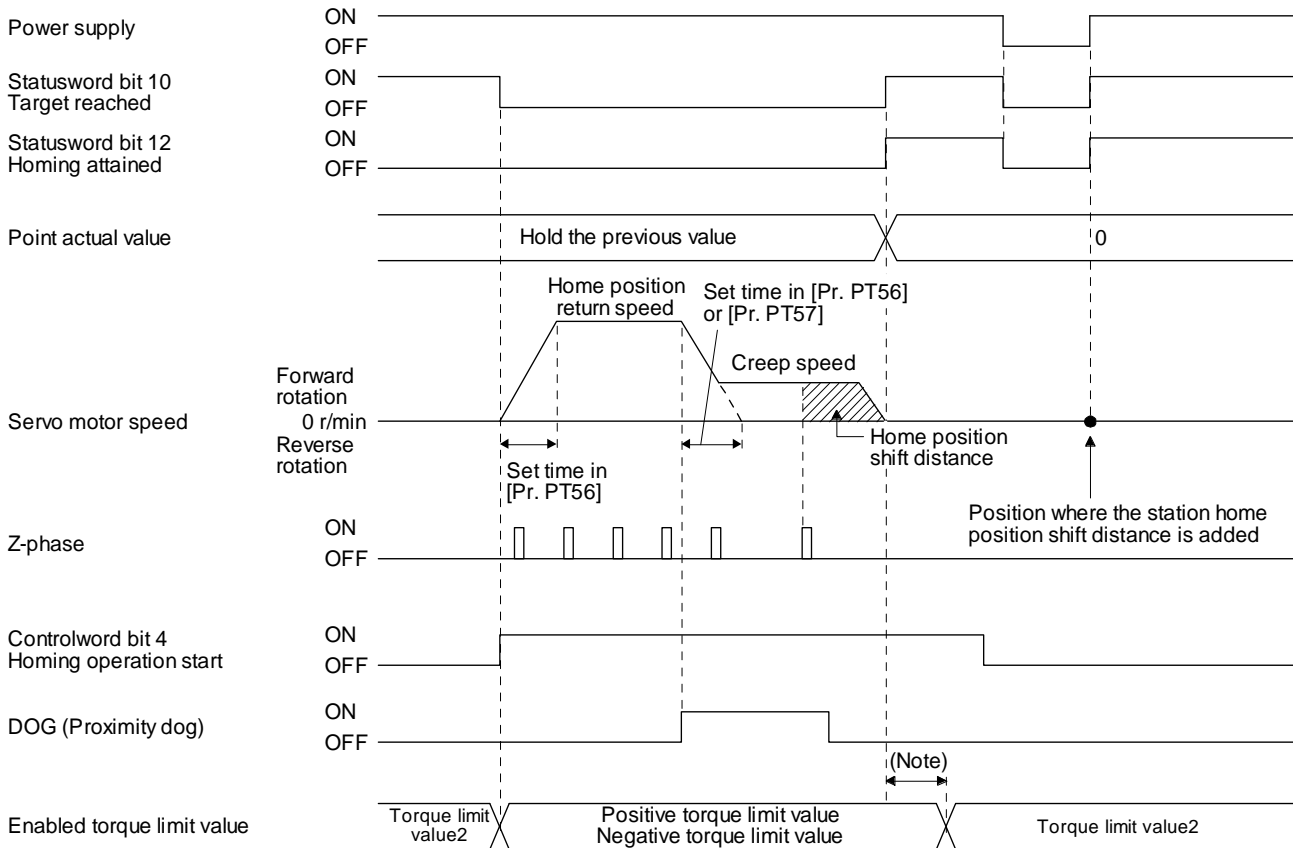 Power supply
ON
OFF
Statusword bit 10
Target reached
ON
OFF
Statusword bit 12
Homing attained
ON
OFF
Point actual value
Hold the previous value
0
Home position
return speed
Set time in [Pr. PT56]
or [Pr. PT57]
Creep speed
Forward
rotation
Servo motor speed
0 r/min
Reverse
rotation
Home position
shift distance
Set time in
[Pr. PT56]
Position where the station home
position shift distance is added
Z-phase
ON
OFF
Controlword bit 4
Homing operation start
ON
OFF
DOG (Proximity dog)
ON
OFF
(Note)
Enabled torque limit value
Torque limit
value2
Positive torque limit value
Negative torque limit value
Torque limit value2